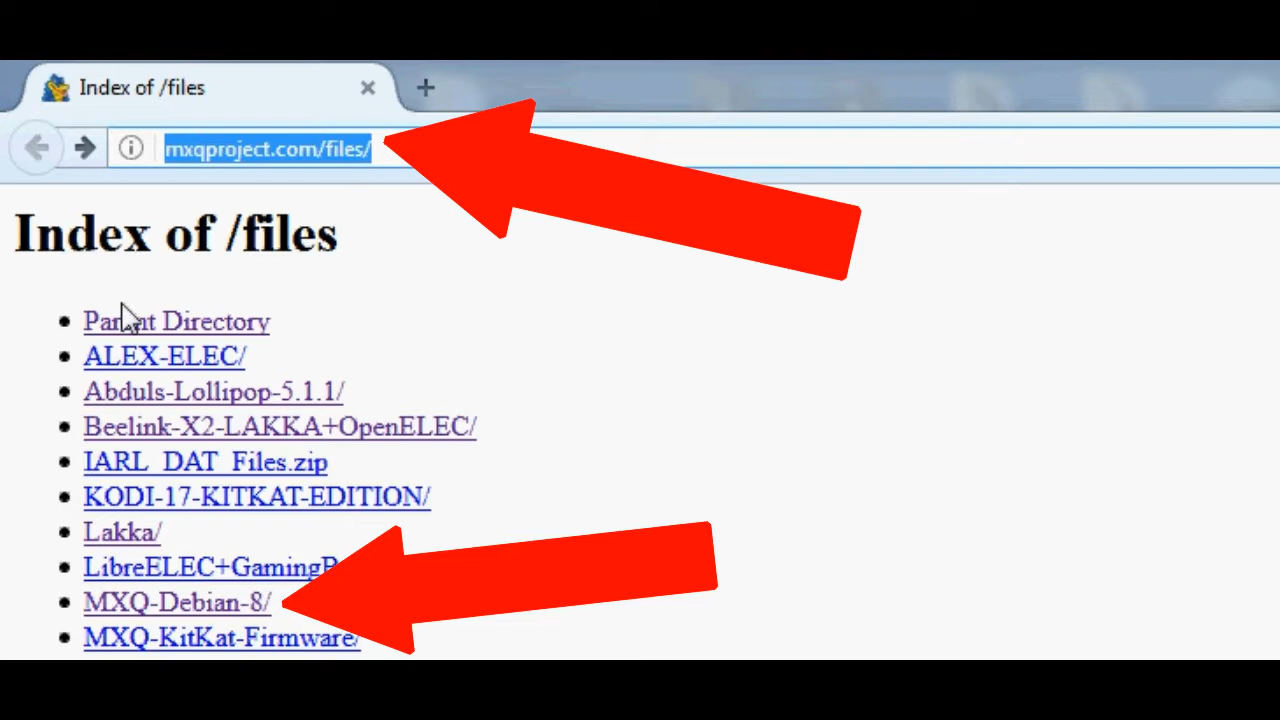 Index of /files
mxqproject.com/files/
Index of /files
Parent Directory
ALEX-ELEC/
Abduls-Lollipop-5.1.1/
Beelink-X2-LAKKA+OpenELEC/
IARL_DAT_Files.zip
KODI-17-KITKAT-EDITION/
Lakka/
LibreELEC+Gaming
MXQ-Debian-8/
MXQ-KitKat-Firmware/